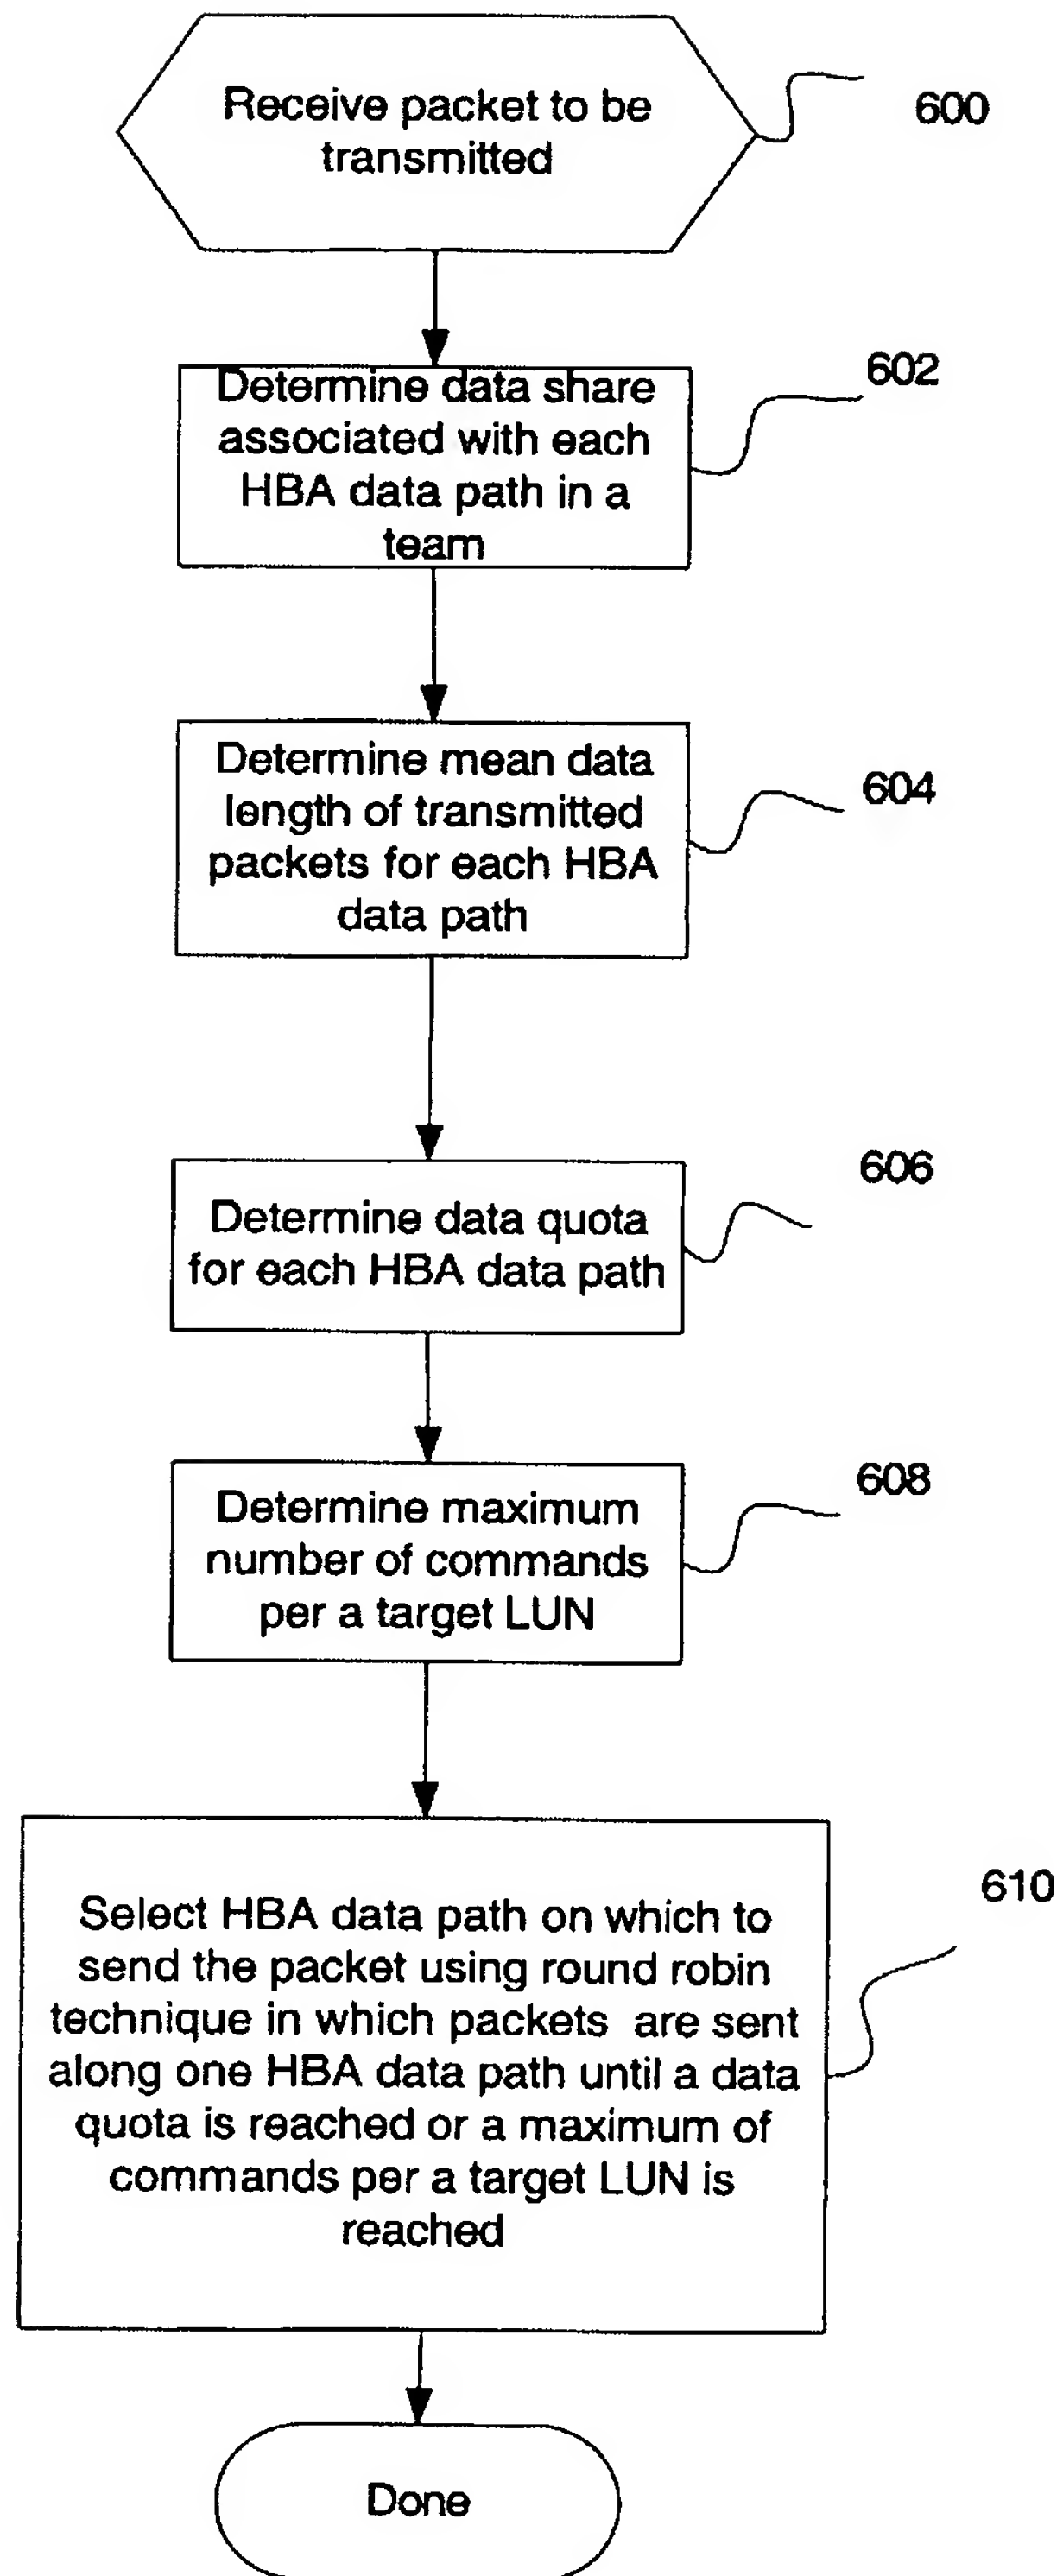 Receive packet to be
transmitted
600
602
Determine data share
associated with each
HBA data path in a
team
Determine mean data
length of transmitted
packets for each HBA
data path
604
606
Determine data quota
for each HBA data path
608
Determine maximum
number of commands
per a target LUN
610
Select HBA data path on which to
send the packet using round robin
technique in which packets are sent
along one HBA data path until a data
quota is reached or a maximum of
commands per a target LUN is
reached
Done